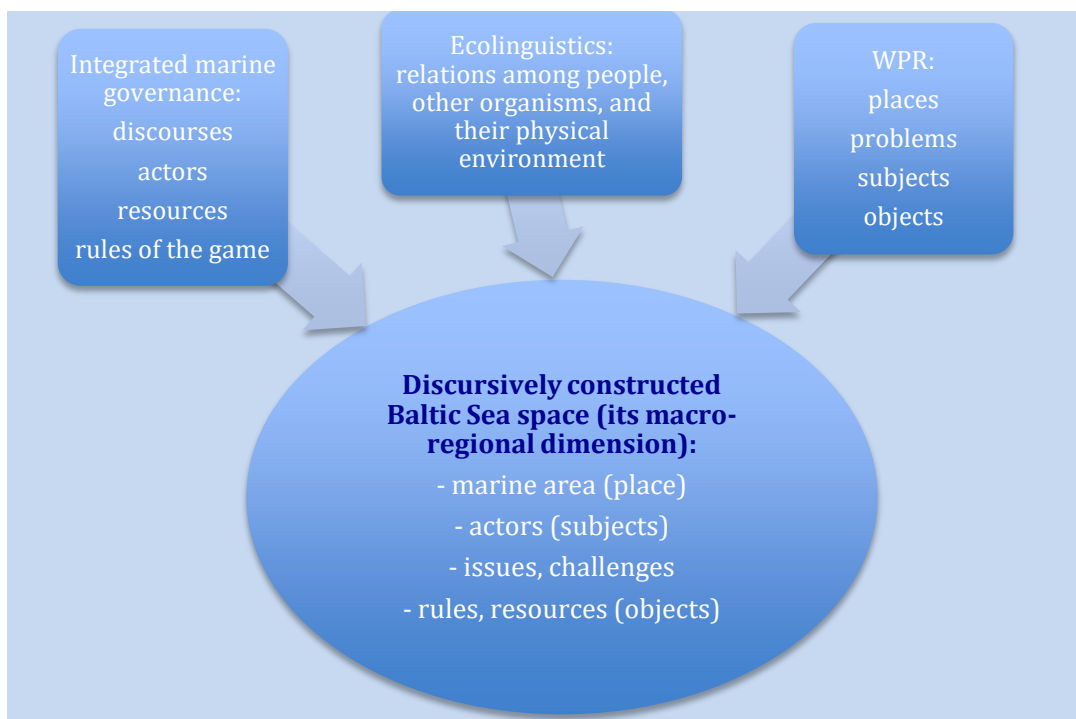 Integrated marine
governance:
discourses
actors
resources
rules of the game
Ecolinguistics:
relations among people,
other organisms, and
their physical
environment
WPR:
places
problems
subjects
objects
Discursively constructed
Baltic Sea space (its macro-
regional dimension):
- marine area (place)
- actors (subjects)
- issues, challenges
- rules, resources (objects)